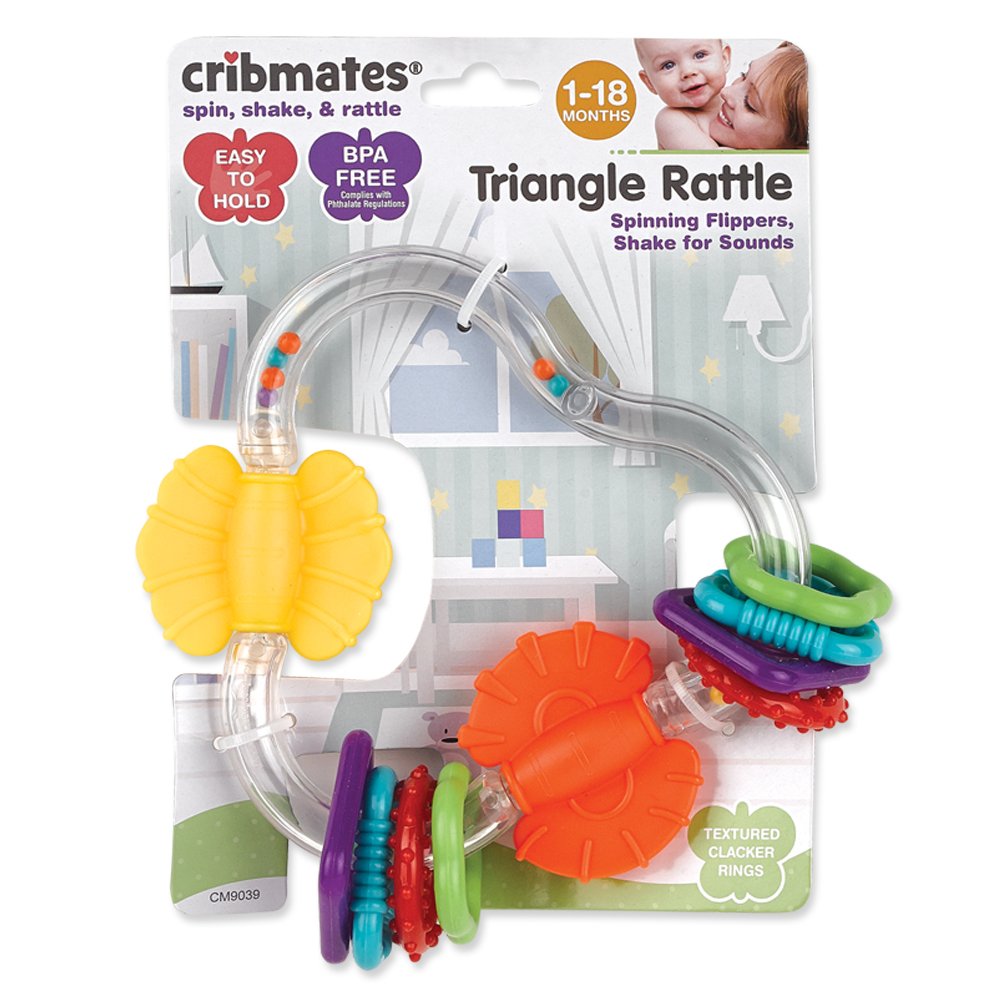 cribmates®
spin, shake, & rattle
EASY
TO
HOLD
BPA
FREE
Complies with
Phthalate Regulations
1-18
MONTHS
Triangle Rattle
Spinning Flippers,
Shake for Sounds
TEXTURED
CLACKER
RINGS
CM9039